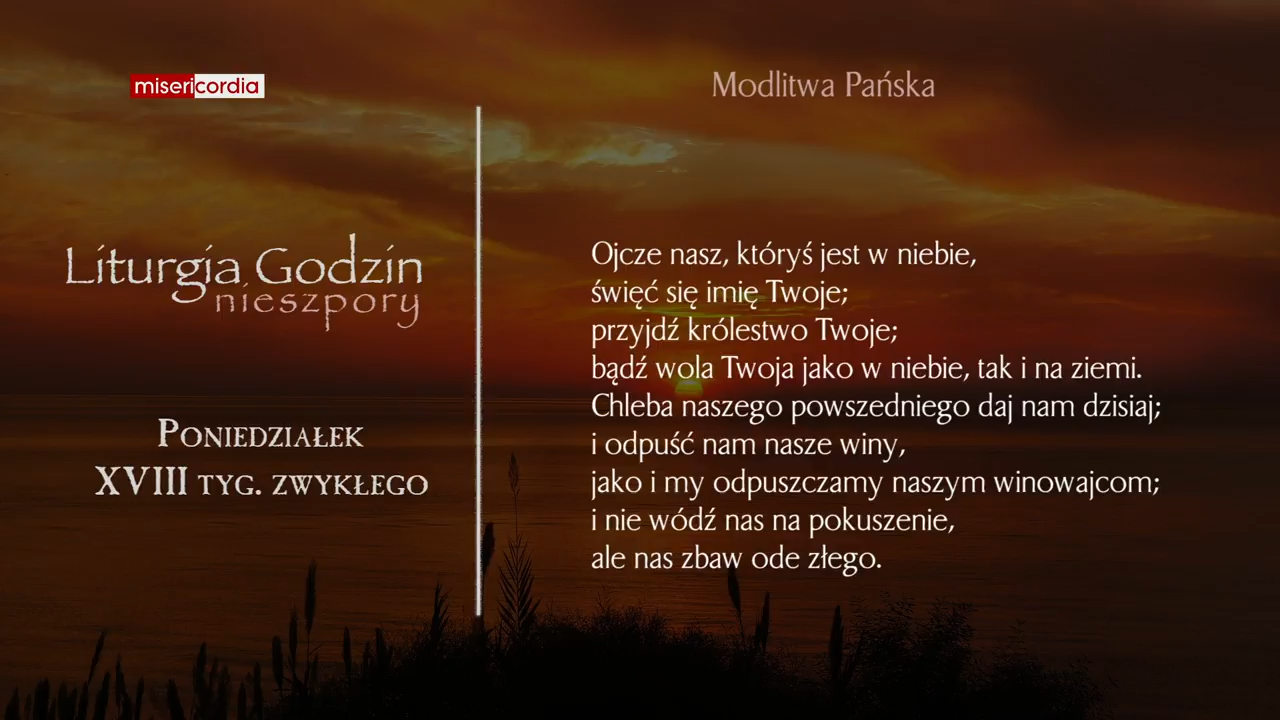 misericordia
Liturgia Godzin
nieszpory
Poniedziałek
XVIII tyg. zwykłego
Modlitwa Pańska
Ojcze nasz, któryś jest w niebie,
święć się imię Twoje;
przyjdź królestwo Twoje;
bądź wola Twoja jako w niebie, tak i na ziemi.
Chleba naszego powszedniego daj nam dzisiaj;
i odpuść nam nasze winy,
jako i my odpuszczamy naszym winowajcom;
i nie wódź nas na pokuszenie,
ale nas zbaw ode złego.